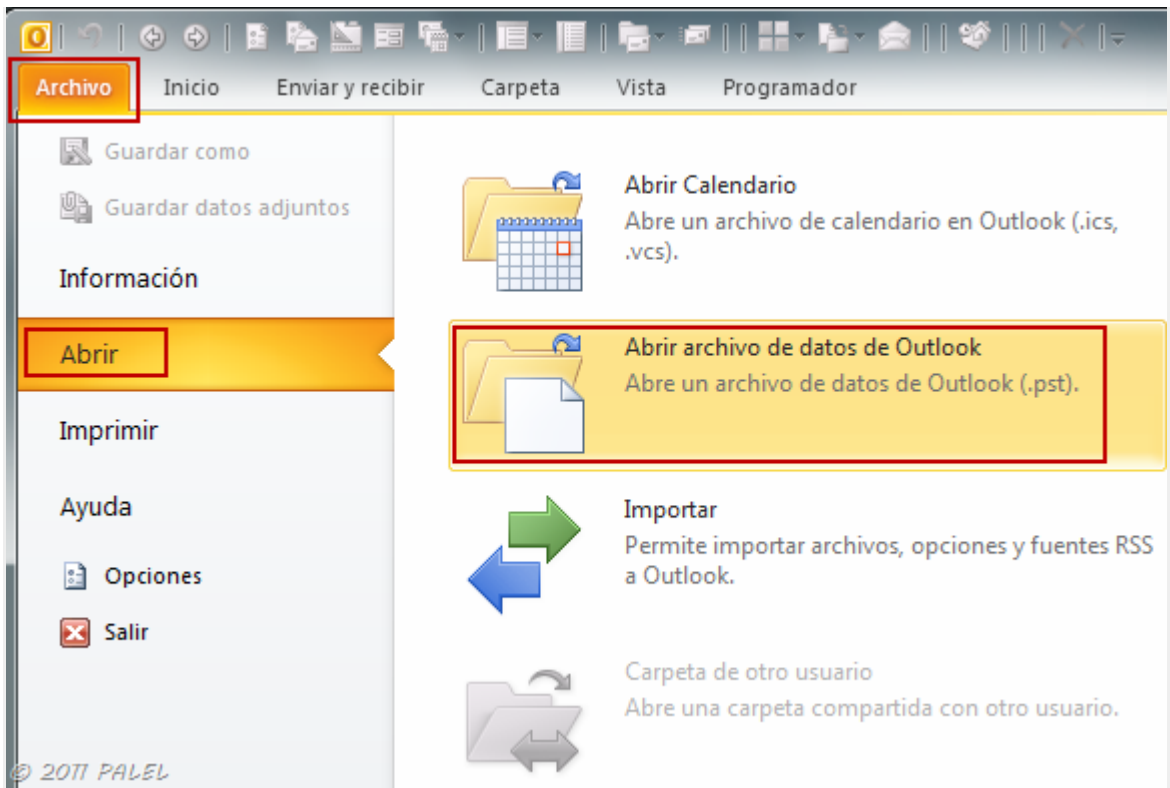 Archivo Inicio Enviar y recibir Carpeta Vista Programador
Guardar como
Guardar datos adjuntos
Información
Abrir
Imprimir
Ayuda
Opciones
Salir
Abrir Calendario
Abre un archivo de calendario en Outlook (.ics,
.vcs).
Abrir archivo de datos de Outlook
Abre un archivo de datos de Outlook (.pst).
Importar
Permite importar archivos, opciones y fuentes RSS
a Outlook.
Carpeta de otro usuario
Abre una carpeta compartida con otro usuario.
© 2011 PALEL